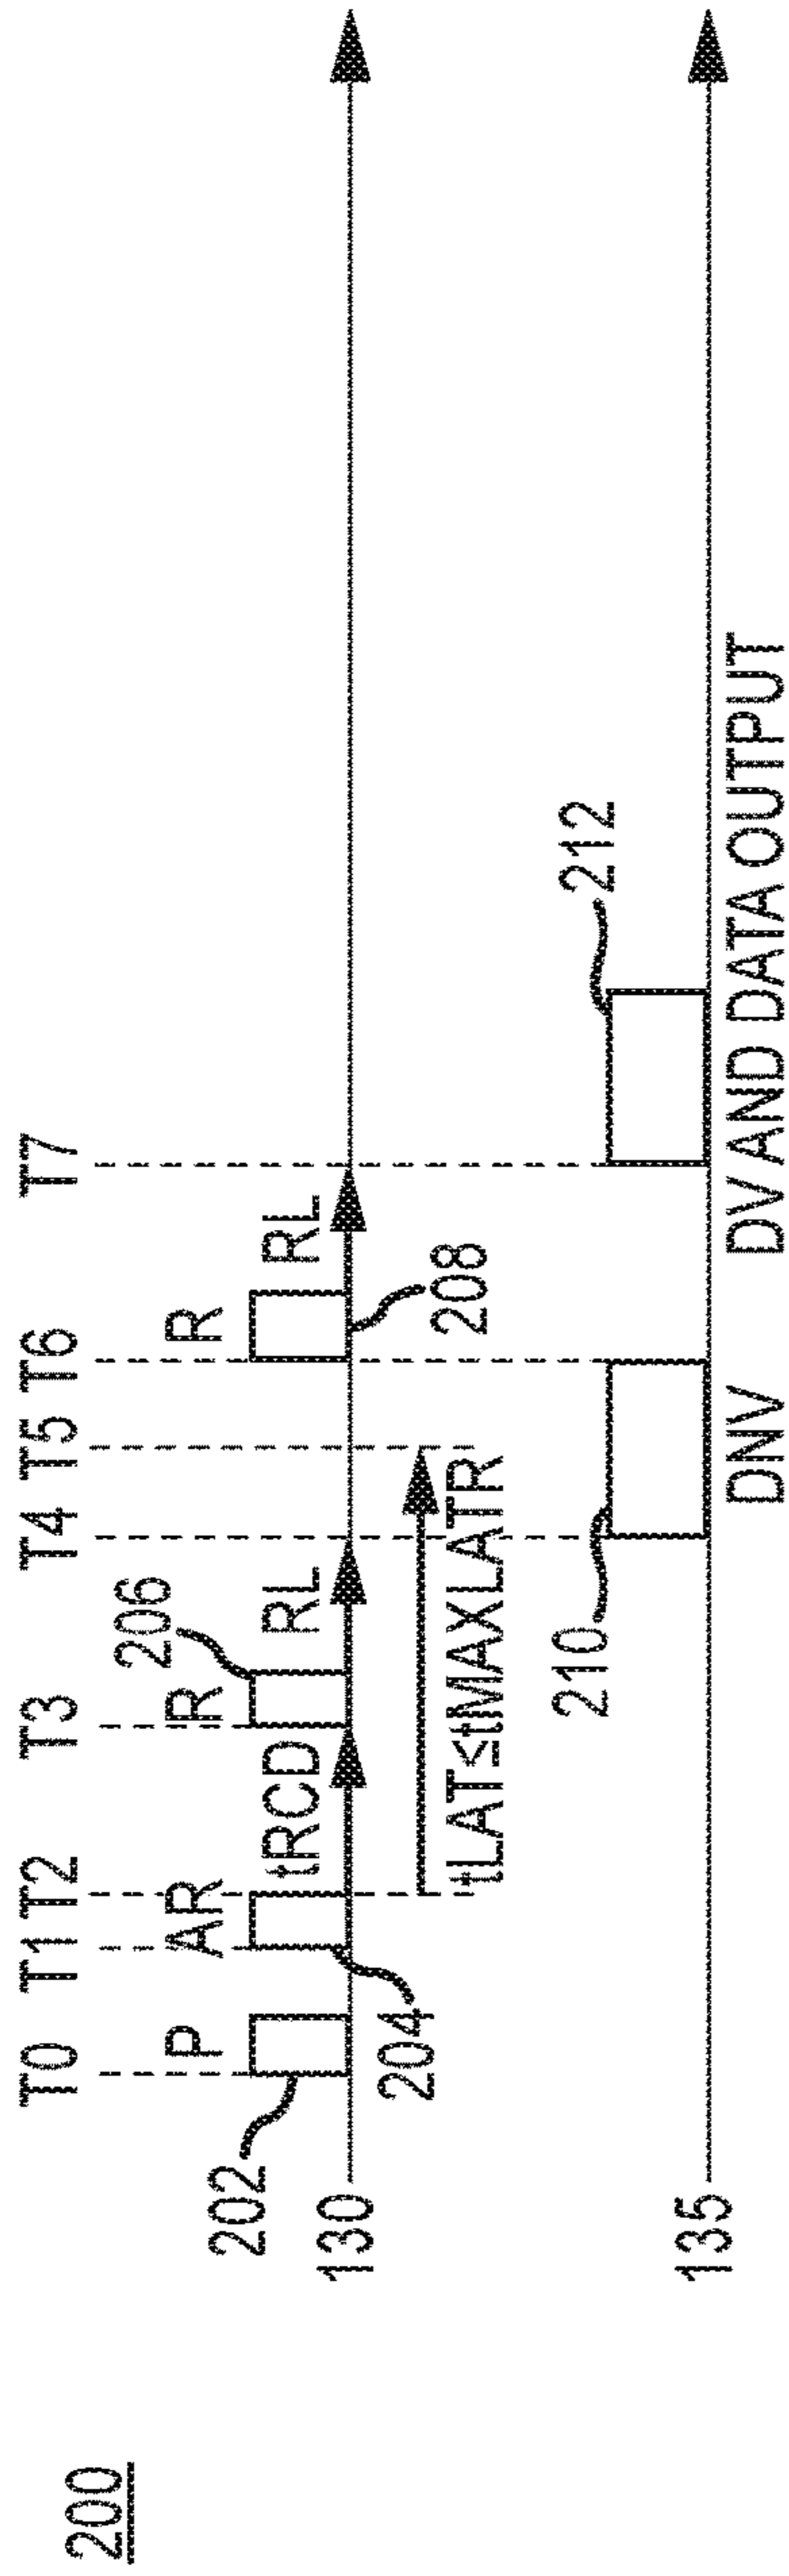 200
T0 T1 T2 T3 T4 T5 T6 T7
P AR R R
202 206
tRCD RL RL
130
204 208
tLAT≤tMAXLATR
210 212
135
DNV DV AND DATA OUTPUT